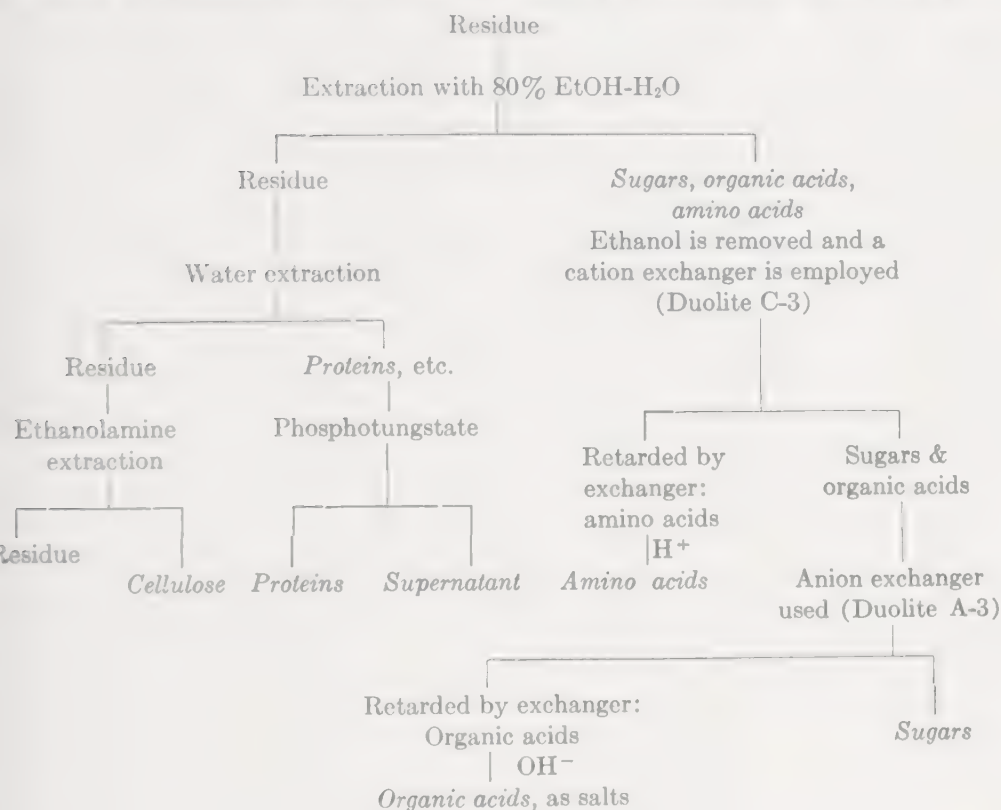 Residue
Extraction with 80% EtOH-H₂O
Residue
Sugars, organic acids,
amino acids
Ethanol is removed and a
cation exchanger is employed
(Duolite C-3)
Water extraction
Residue
Proteins, etc.
Ethanolamine
extraction
Phosphotungstate
Retarded by
exchanger:
amino acids
H⁺
Amino acids
Sugars &
organic acids
Residue
Cellulose
Proteins
Supernatant
Anion exchanger
used (Duolite A-3)
Retarded by exchanger:
Organic acids
OH⁻
Organic acids, as salts
Sugars